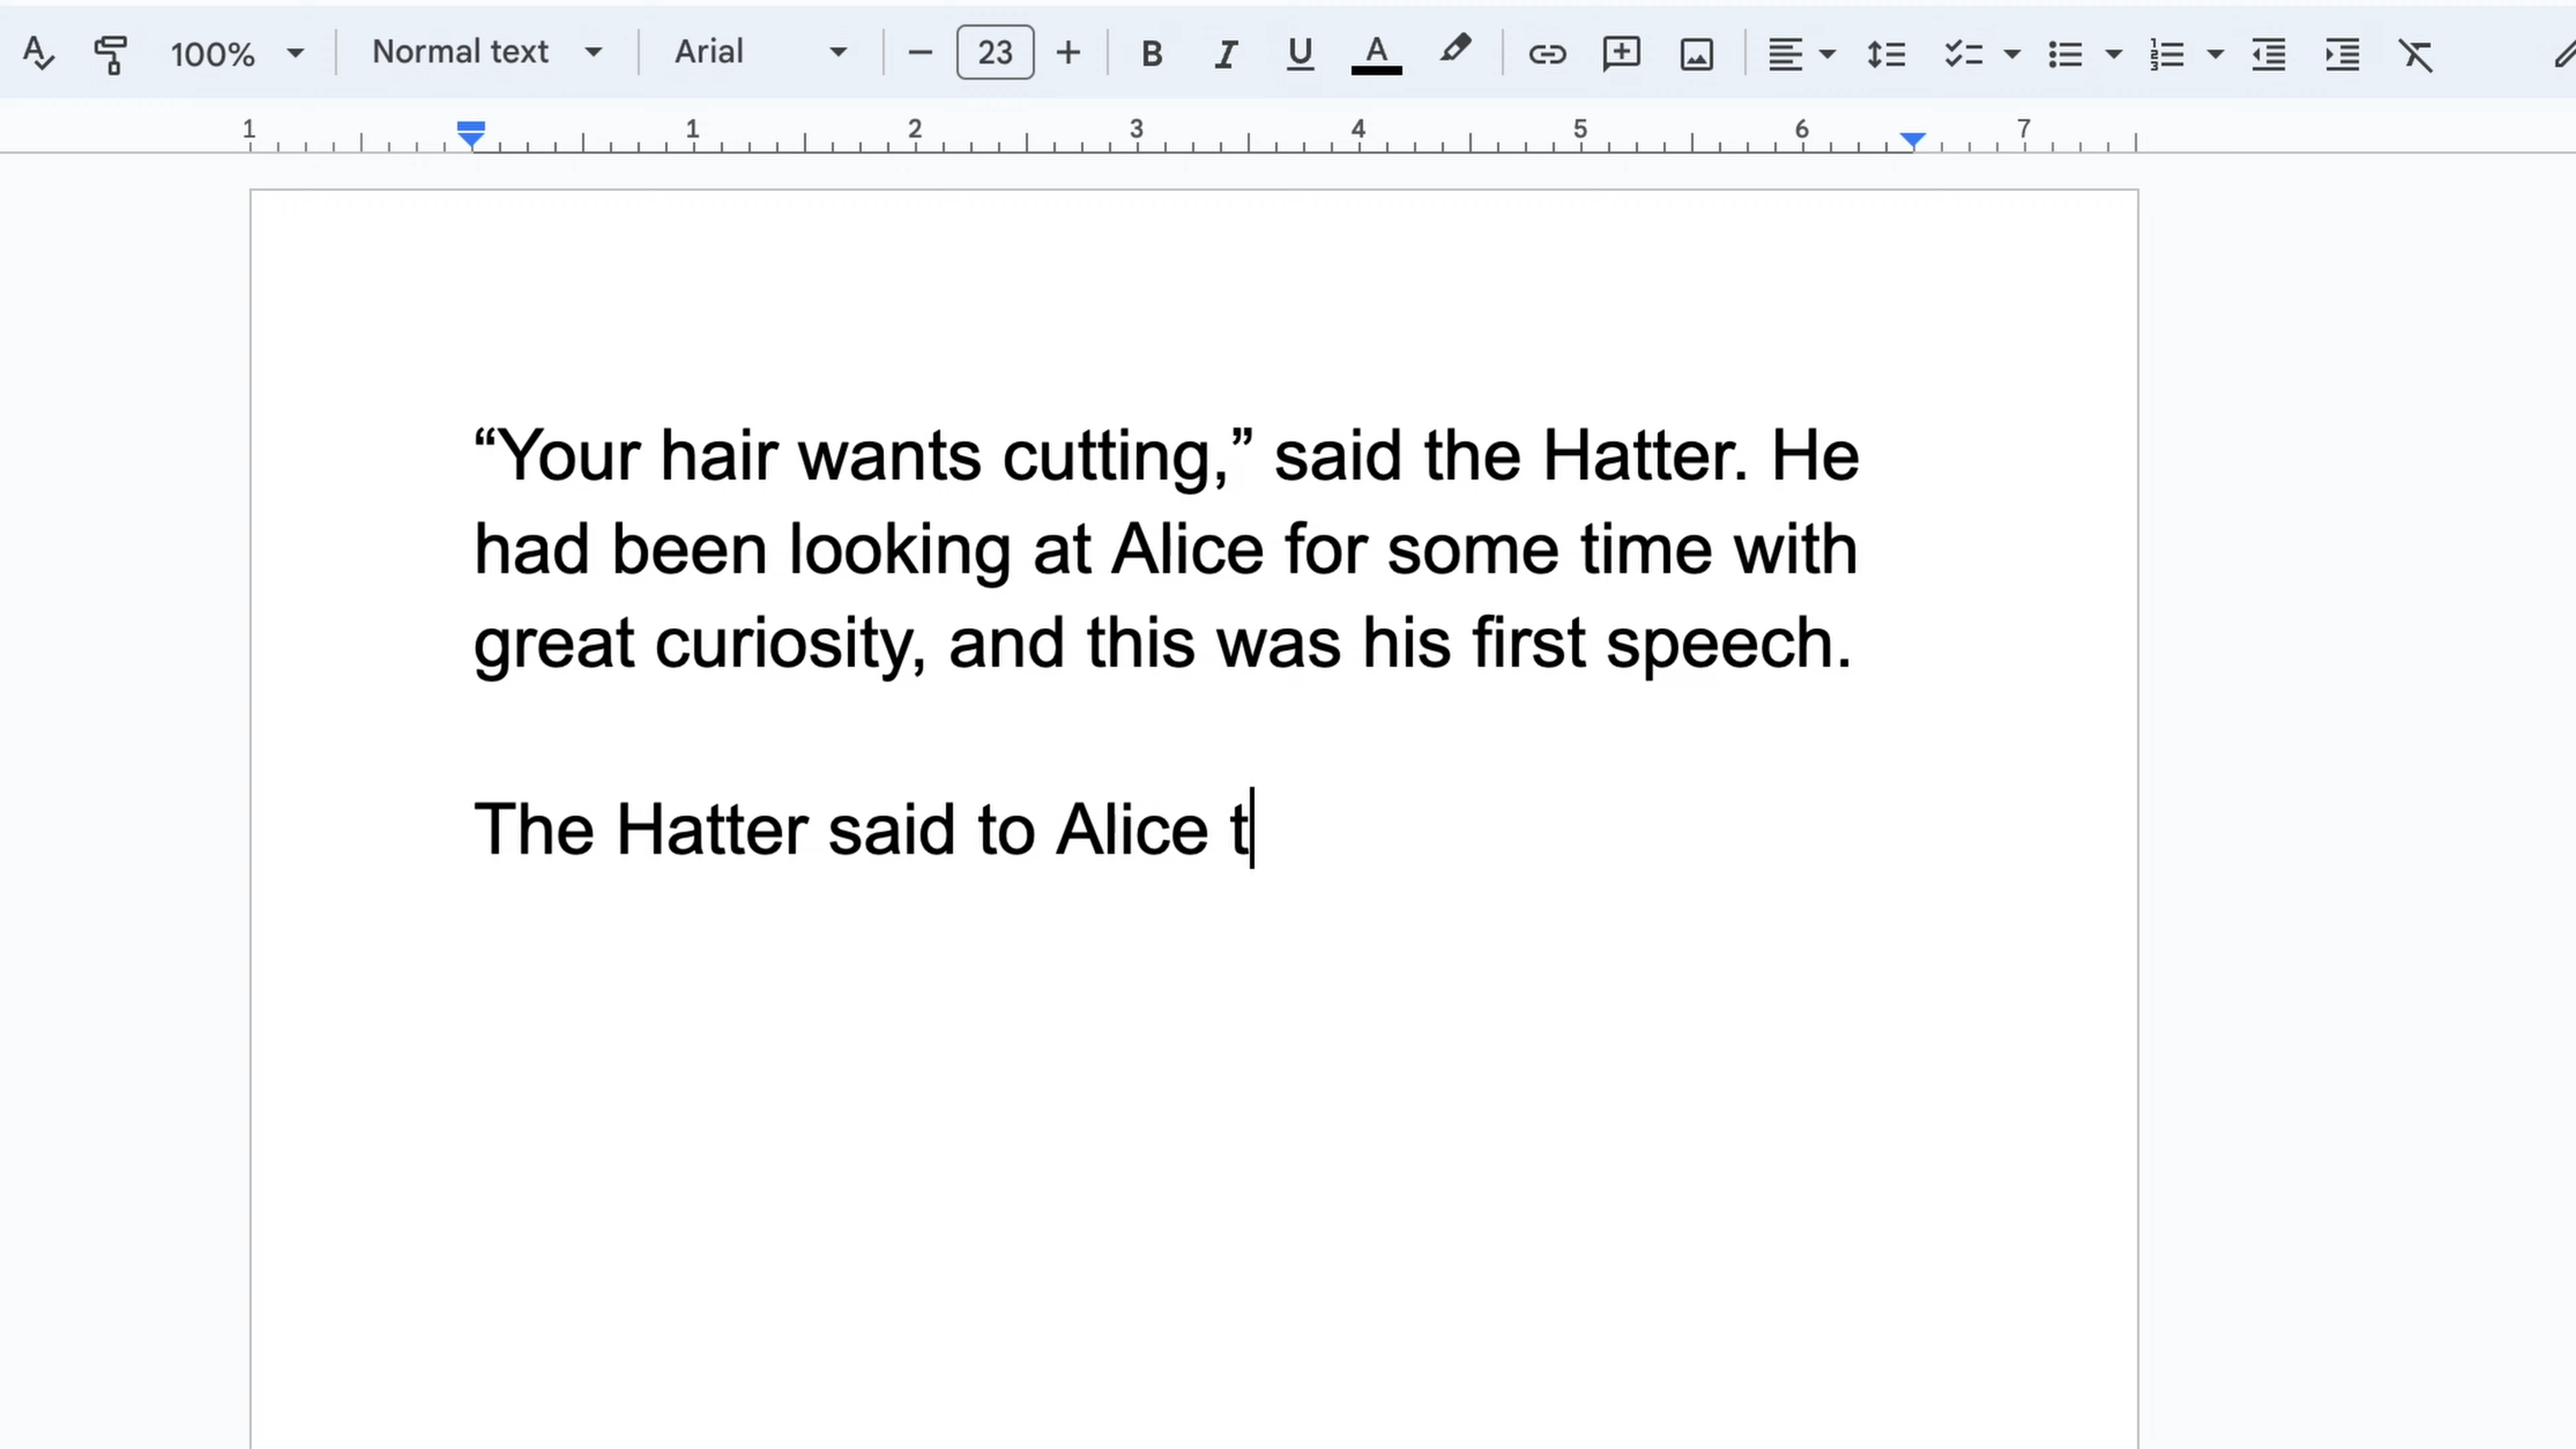 100% Normal text Arial 23 B I U A
1 1 2 3 4 5 6 7
“Your hair wants cutting,” said the Hatter. He
had been looking at Alice for some time with
great curiosity, and this was his first speech.
The Hatter said to Alice t